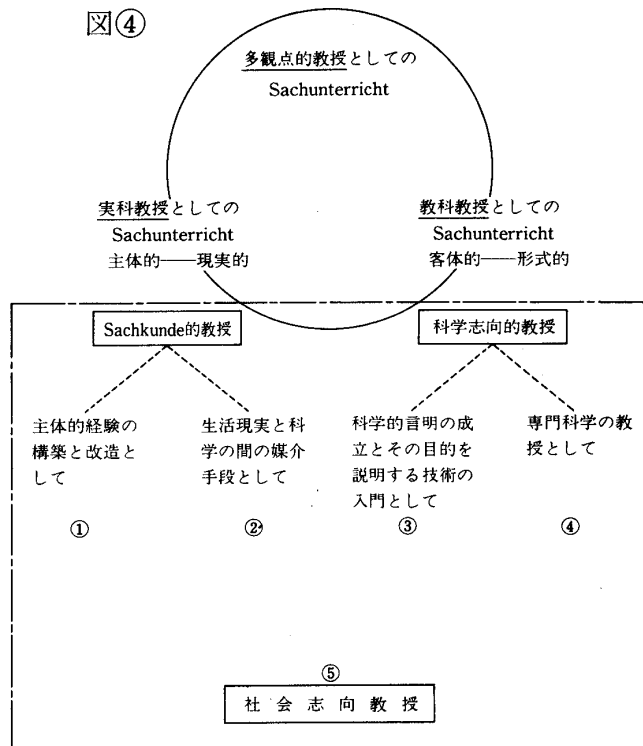 図④
多観点的教授としての
Sachunterricht
実科教授としての
Sachunterricht
主体的――現実的
教科教授としての
Sachunterricht
客体的――形式的
Sachkunde的教授
科学志向的教授
主体的経験の
構築と改造と
して
①
生活現実と科
学の間の媒介
手段として
②
科学的言明の成
立とその目的を
説明する技術の
入門として
③
専門科学の教
授として
④
⑤
社会志向教授